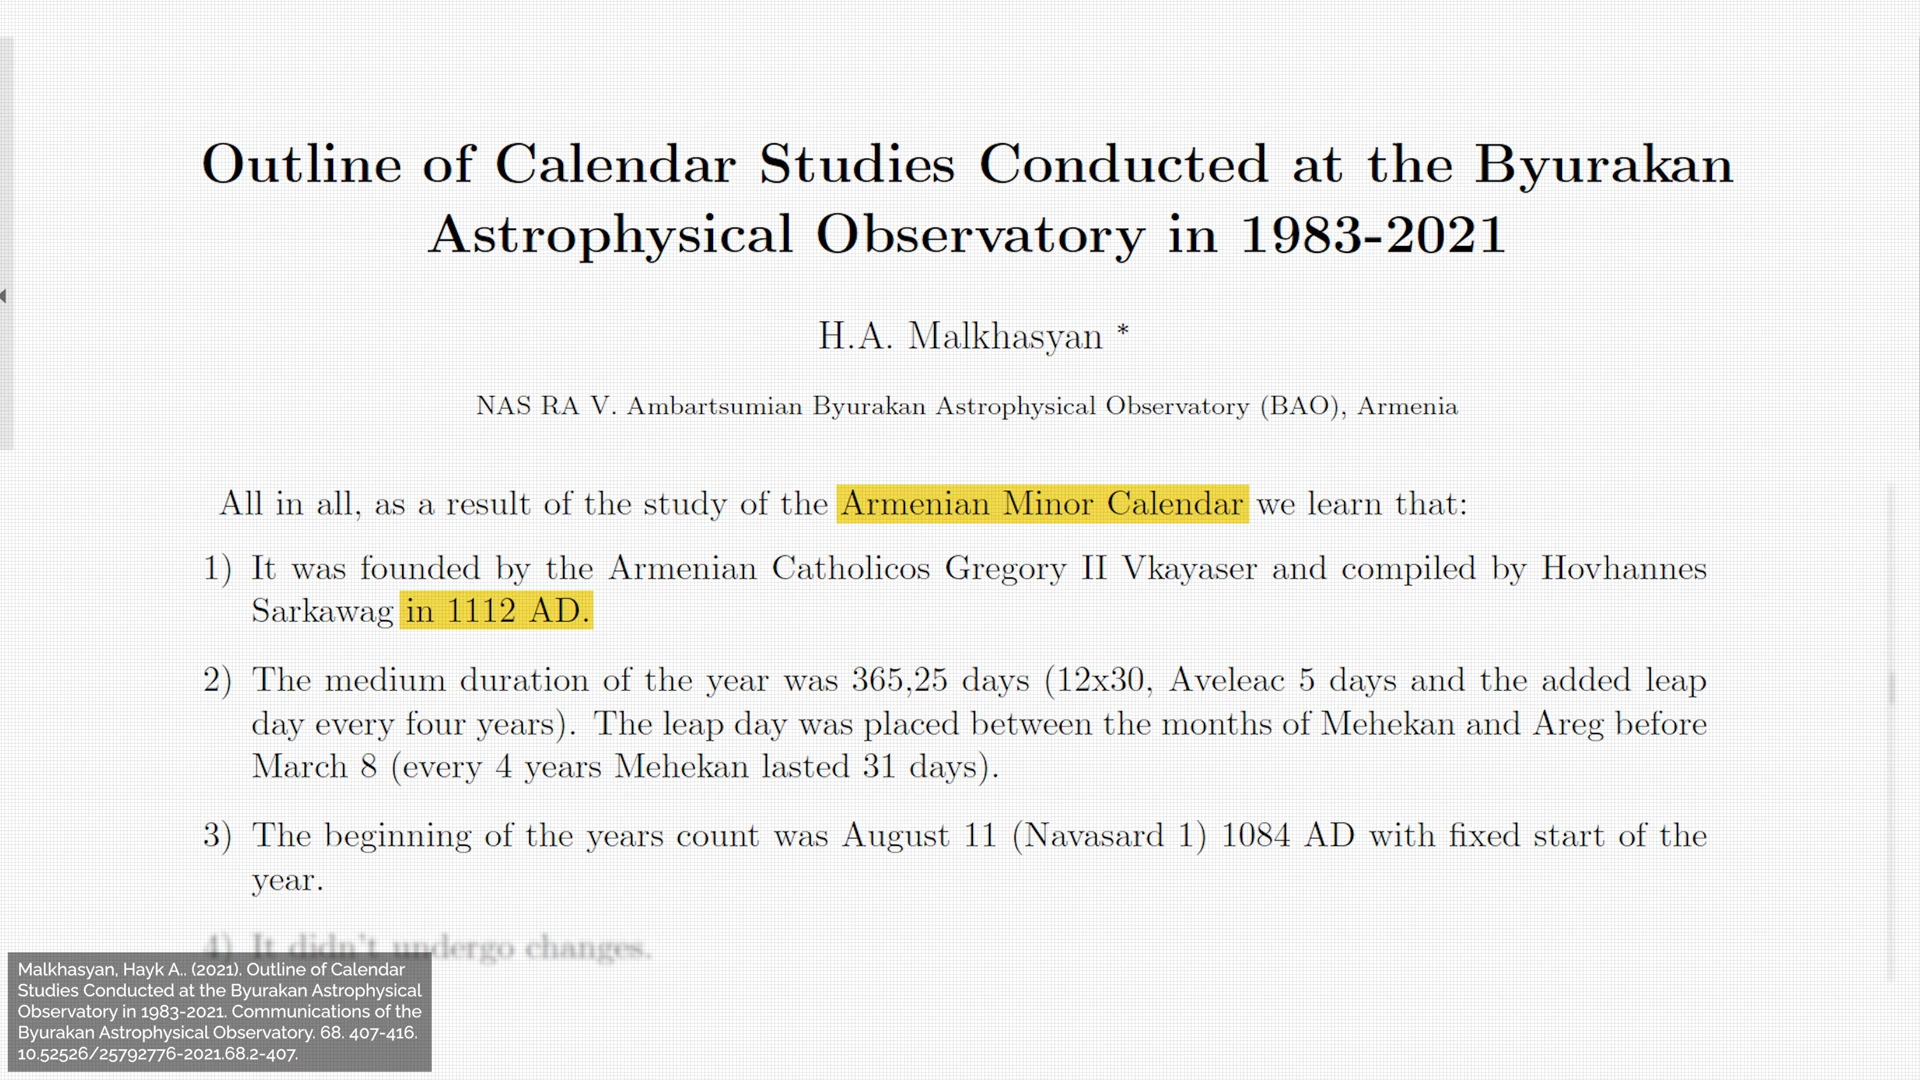 Outline of Calendar Studies Conducted at the Byurakan
Astrophysical Observatory in 1983-2021
H.A. Malkhasyan *
NAS RA V. Ambartsumian Byurakan Astrophysical Observatory (BAO), Armenia
All in all, as a result of the study of the Armenian Minor Calendar we learn that:
1) It was founded by the Armenian Catholicos Gregory II Vkayaser and compiled by Hovhannes
Sarkawag in 1112 AD.
2) The medium duration of the year was 365,25 days (12x30, Aveleac 5 days and the added leap
day every four years). The leap day was placed between the months of Mehekan and Areg before
March 8 (every 4 years Mehekan lasted 31 days).
3) The beginning of the years count was August 11 (Navasard 1) 1084 AD with fixed start of the
year.
4) It didn't undergo changes.
Malkhasyan, Hayk A.. (2021). Outline of Calendar
Studies Conducted at the Byurakan Astrophysical
Observatory in 1983-2021. Communications of the
Byurakan Astrophysical Observatory. 68. 407-416.
10.52526/25792776-2021.68.2-407.